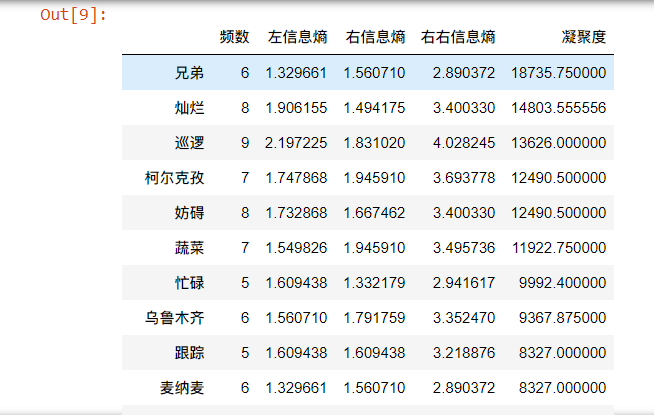 Out[9]:
频数 左信息熵 右信息熵 右右信息熵 凝聚度
兄弟 6 1.329661 1.560710 2.890372 18735.750000
灿烂 8 1.906155 1.494175 3.400330 14803.555556
巡逻 9 2.197225 1.831020 4.028245 13626.000000
柯尔克孜 7 1.747868 1.945910 3.693778 12490.500000
妨碍 8 1.732868 1.667462 3.400330 12490.500000
蔬菜 7 1.549826 1.945910 3.495736 11922.750000
忙碌 5 1.609438 1.332179 2.941617 9992.400000
乌鲁木齐 6 1.560710 1.791759 3.352470 9367.875000
跟踪 5 1.609438 1.609438 3.218876 8327.000000
麦纳麦 6 1.329661 1.560710 2.890372 8327.000000